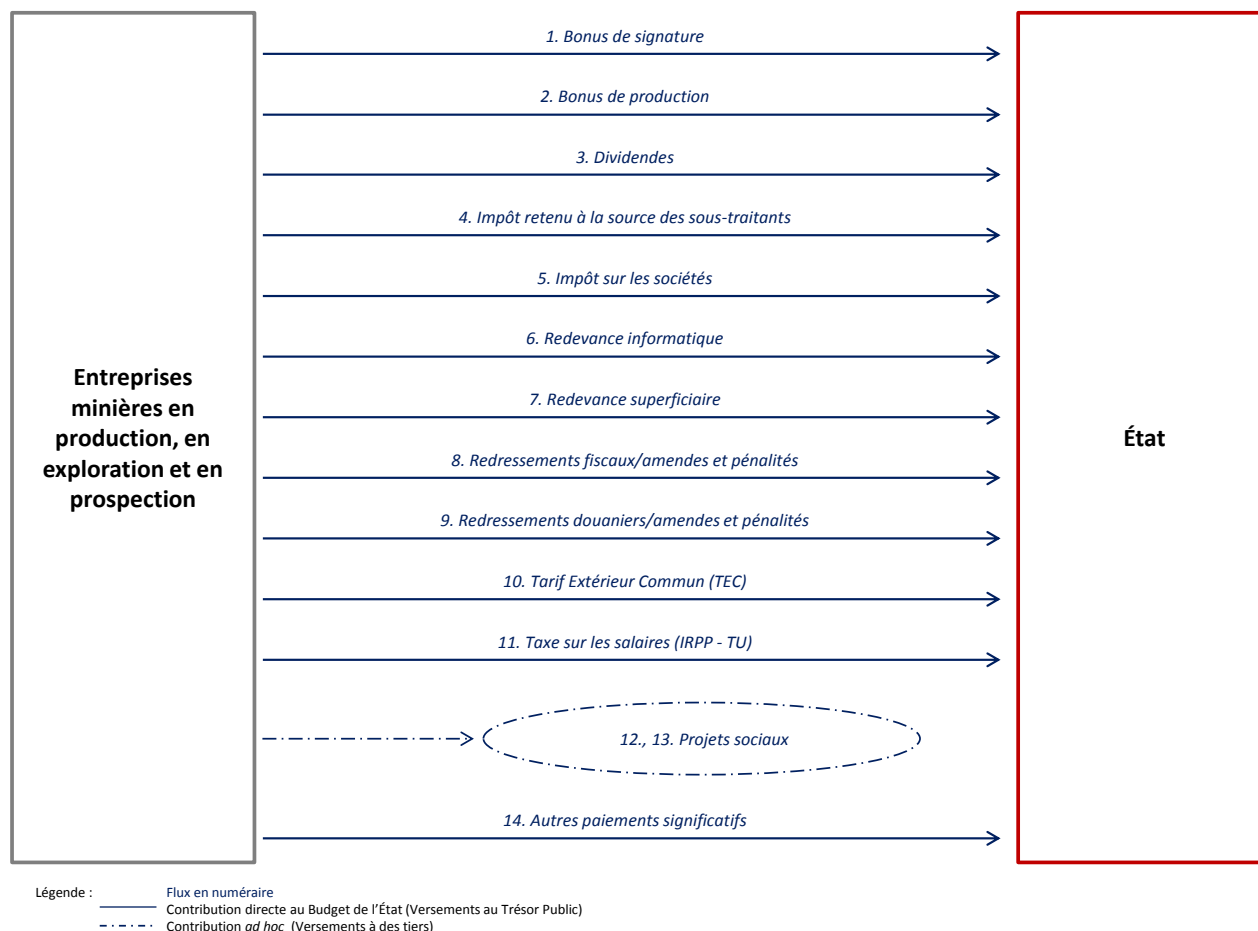 1. Bonus de signature
2. Bonus de production
3. Dividendes
4. Impôt retenu à la source des sous-traitants
5. Impôt sur les sociétés
6. Redevance informatique
7. Redevance superficiaire
8. Redressements fiscaux/amendes et pénalités
9. Redressements douaniers/amendes et pénalités
10. Tarif Extérieur Commun (TEC)
11. Taxe sur les salaires (IRPP - TU)
12., 13. Projets sociaux
14. Autres paiements significatifs
Entreprises
minières en
production, en
exploration et en
prospection
État
Légende :
Flux en numéraire
Contribution directe au Budget de l'État (Versements au Trésor Public)
Contribution ad hoc (Versements à des tiers)